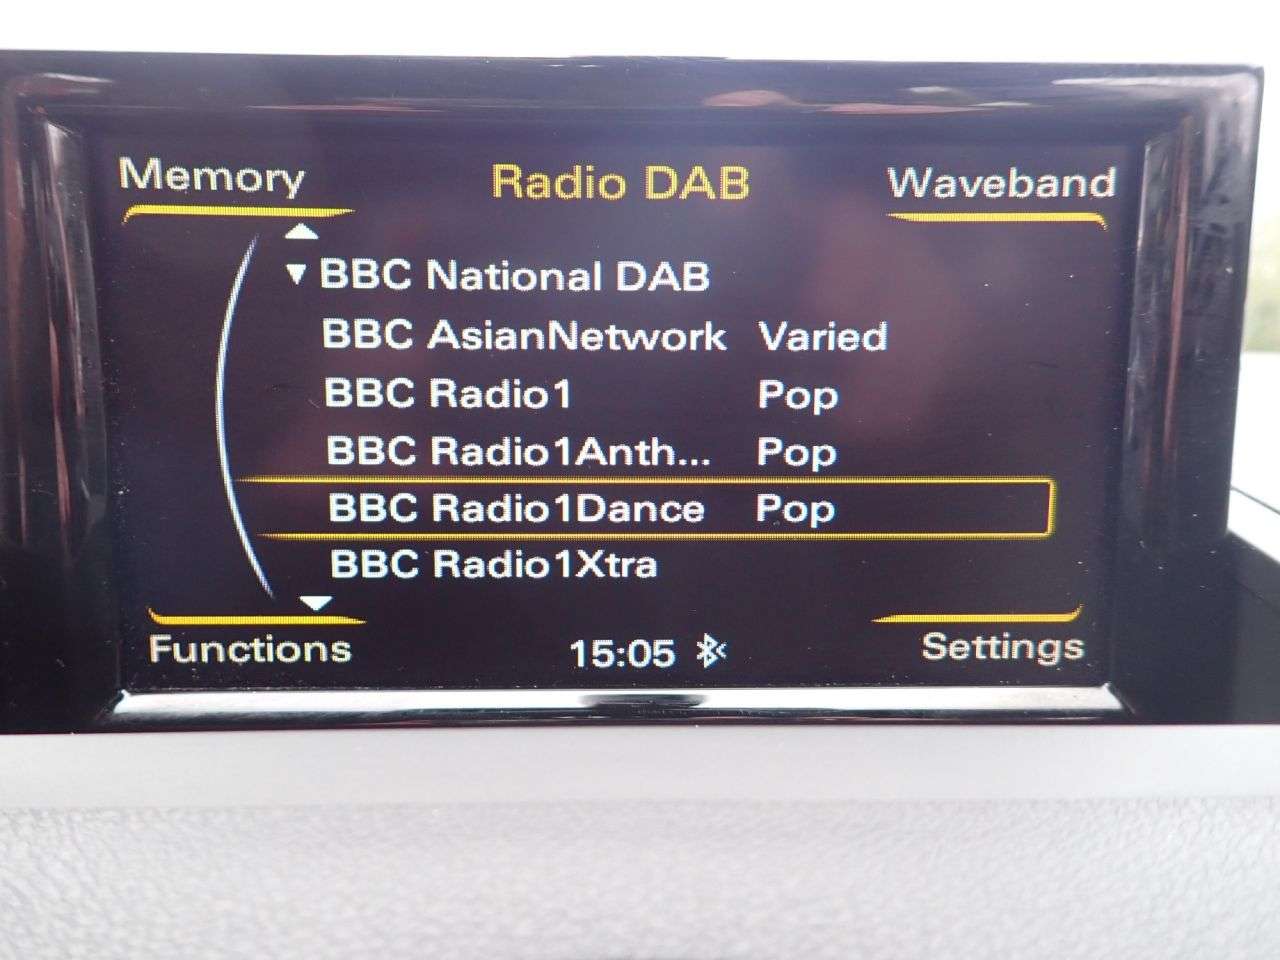 Memory Radio DAB Waveband
BBC National DAB
BBC AsianNetwork Varied
BBC Radio1 Pop
BBC Radio1Anth... Pop
BBC Radio1Dance Pop
BBC Radio1Xtra
Functions 15:05 Settings